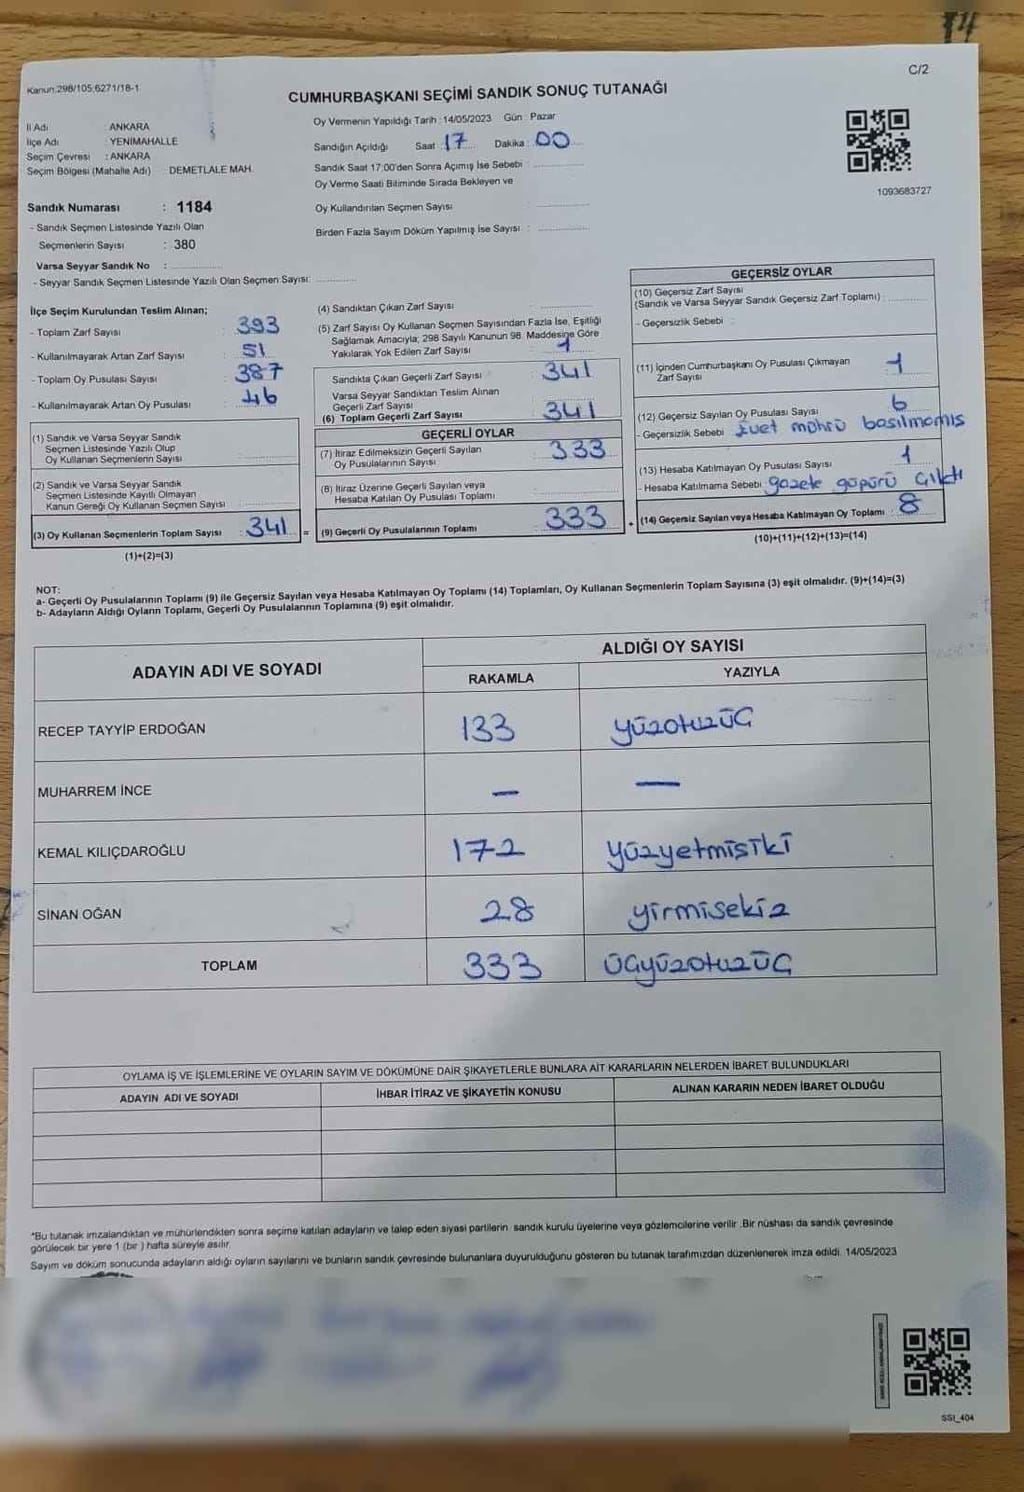 C/2
Kanun:298/105;6271/18-1
CUMHURBAŞKANI SEÇİMİ SANDIK SONUÇ TUTANAĞI
İl Adı : ANKARA
İlçe Adı : YENİMAHALLE
Seçim Çevresi : ANKARA
Seçim Bölgesi (Mahalle Adı) DEMETLALE MAH.
Oy Vermenin Yapıldığı Tarih : 14/05/2023 Gün : Pazar
Sandığın Açıldığı Saat : 17 Dakika : 00
Sandık Saat 17:00'den Sonra Açımış İse Sebebi :
Oy Verme Saati Bitiminde Sırada Bekleyen ve
Oy Kullandırılan Seçmen Sayısı :
Birden Fazla Sayım Döküm Yapılmış İse Sayısı :
1093683727
Sandık Numarası : 1184
- Sandık Seçmen Listesinde Yazılı Olan
Seçmenlerin Sayısı : 380
Varsa Seyyar Sandık No :
- Seyyar Sandık Seçmen Listesinde Yazılı Olan Seçmen Sayısı:
İlçe Seçim Kurulundan Teslim Alınan;
- Toplam Zarf Sayısı : 393
- Kullanılmayarak Artan Zarf Sayısı : 51
- Toplam Oy Pusulası Sayısı : 387
- Kullanılmayarak Artan Oy Pusulası : 46
(1) Sandık ve Varsa Seyyar Sandık
Seçmen Listesinde Yazılı Olup
Oy Kullanan Seçmenlerin Sayısı :
(2) Sandık ve Varsa Seyyar Sandık
Seçmen Listesinde Kayıtlı Olmayan
Kanun Gereği Oy Kullanan Seçmen Sayısı :
(3) Oy Kullanan Seçmenlerin Toplam Sayısı : 341 =
(1)+(2)=(3)
(4) Sandıktan Çıkan Zarf Sayısı :
(5) Zarf Sayısı Oy Kullanan Seçmen Sayısından Fazla İse, Eşitliği
Sağlamak Amacıyla; 298 Sayılı Kanunun 98. Maddesine Göre
Yakılarak Yok Edilen Zarf Sayısı : 1
Sandıkta Çıkan Geçerli Zarf Sayısı : 341
Varsa Seyyar Sandıktan Teslim Alınan
Geçerli Zarf Sayısı :
(6) Toplam Geçerli Zarf Sayısı : 341
GEÇERLİ OYLAR
(7) İtiraz Edilmeksizin Geçerli Sayılan
Oy Pusulalarının Sayısı : 333
(8) İtiraz Üzerine Geçerli Sayılan veya
Hesaba Katılan Oy Pusulası Toplamı :
(9) Geçerli Oy Pusulalarının Toplamı : 333 +
GEÇERSİZ OYLAR
(10) Geçersiz Zarf Sayısı
(Sandık ve Varsa Seyyar Sandık Geçersiz Zarf Toplamı) :
- Geçersizlik Sebebi :
(11) İçinden Cumhurbaşkanı Oy Pusulası Çıkmayan
Zarf Sayısı : 1
(12) Geçersiz Sayılan Oy Pusulası Sayısı : 6
- Geçersizlik Sebebi : Evet mührü basılmamıs
(13) Hesaba Katılmayan Oy Pusulası Sayısı : 1
- Hesaba Katılmama Sebebi : gazete güpürü çıktı
(14) Geçersiz Sayılan veya Hesaba Katılmayan Oy Toplamı : 8
(10)+(11)+(12)+(13)=(14)
NOT:
a- Geçerli Oy Pusulalarının Toplamı (9) ile Geçersiz Sayılan veya Hesaba Katılmayan Oy Toplamı (14) Toplamları, Oy Kullanan Seçmenlerin Toplam Sayısına (3) eşit olmalıdır. (9)+(14)=(3)
b- Adayların Aldığı Oyların Toplamı, Geçerli Oy Pusulalarının Toplamına (9) eşit olmalıdır.
ADAYIN ADI VE SOYADI
ALDIĞI OY SAYISI
RAKAMLA YAZIYLA
RECEP TAYYİP ERDOĞAN 133 yüzotuzüç
MUHARREM İNCE — —
KEMAL KILIÇDAROĞLU 172 yüzyetmisiki
SİNAN OĞAN 28 yirmisekiz
TOPLAM 333 üçyüzotuzüç
OYLAMA İŞ VE İŞLEMLERİNE VE OYLARIN SAYIM VE DÖKÜMÜNE DAİR ŞİKAYETLERLE BUNLARA AİT KARARLARIN NELERDEN İBARET BULUNDUKLARI
ADAYIN ADI VE SOYADI İHBAR İTİRAZ VE ŞİKAYETİN KONUSU ALINAN KARARIN NEDEN İBARET OLDUĞU
*Bu tutanak imzalandıktan ve mühürlendikten sonra seçime katılan adayların ve talep eden siyasi partilerin sandık kurulu üyelerine veya gözlemcilerine verilir .Bir nüshası da sandık çevresinde
görülecek bir yere 1 (bir ) hafta süreyle asılır.
Sayım ve döküm sonucunda adayların aldığı oyların sayılarını ve bunların sandık çevresinde bulunanlara duyurulduğunu gösteren bu tutanak tarafımızdan düzenlenerek imza edildi. 14/05/2023
SSI_404